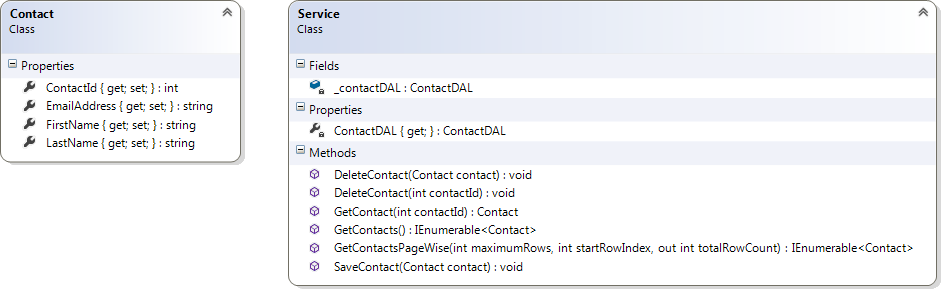 Contact
Class
Properties
ContactId { get; set; } : int
EmailAddress { get; set; } : string
FirstName { get; set; } : string
LastName { get; set; } : string
Service
Class
Fields
_contactDAL : ContactDAL
Properties
ContactDAL { get; } : ContactDAL
Methods
DeleteContact(Contact contact) : void
DeleteContact(int contactId) : void
GetContact(int contactId) : Contact
GetContacts() : IEnumerable<Contact>
GetContactsPageWise(int maximumRows, int startRowIndex, out int totalRowCount) : IEnumerable<Contact>
SaveContact(Contact contact) : void